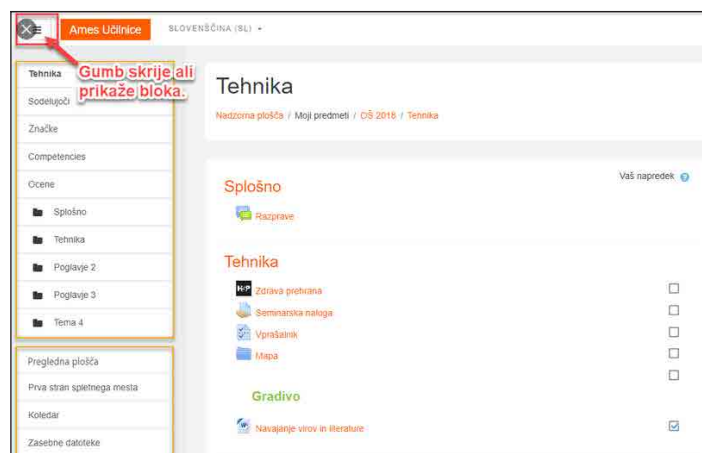 Ames Učilnice
SLOVENŠČINA (SL)
Gumb skrije ali
prikaže bloka.
Tehnika
Sodelujoči
Značke
Competencies
Ocene
Splošno
Tehnika
Poglavje 2
Poglavje 3
Tema 4
Pregledna plošča
Prva stran spletnega mesta
Koledar
Zasebne datoteke
Tehnika
Nadzorna plošča / Moji predmeti / OŠ 2018 / Tehnika
Vaš napredek
Splošno
Razprave
Tehnika
H-P Zdrava prehrana
Seminarska naloga
Vprašalnik
Mapa
Gradivo
Navajanje virov in literature